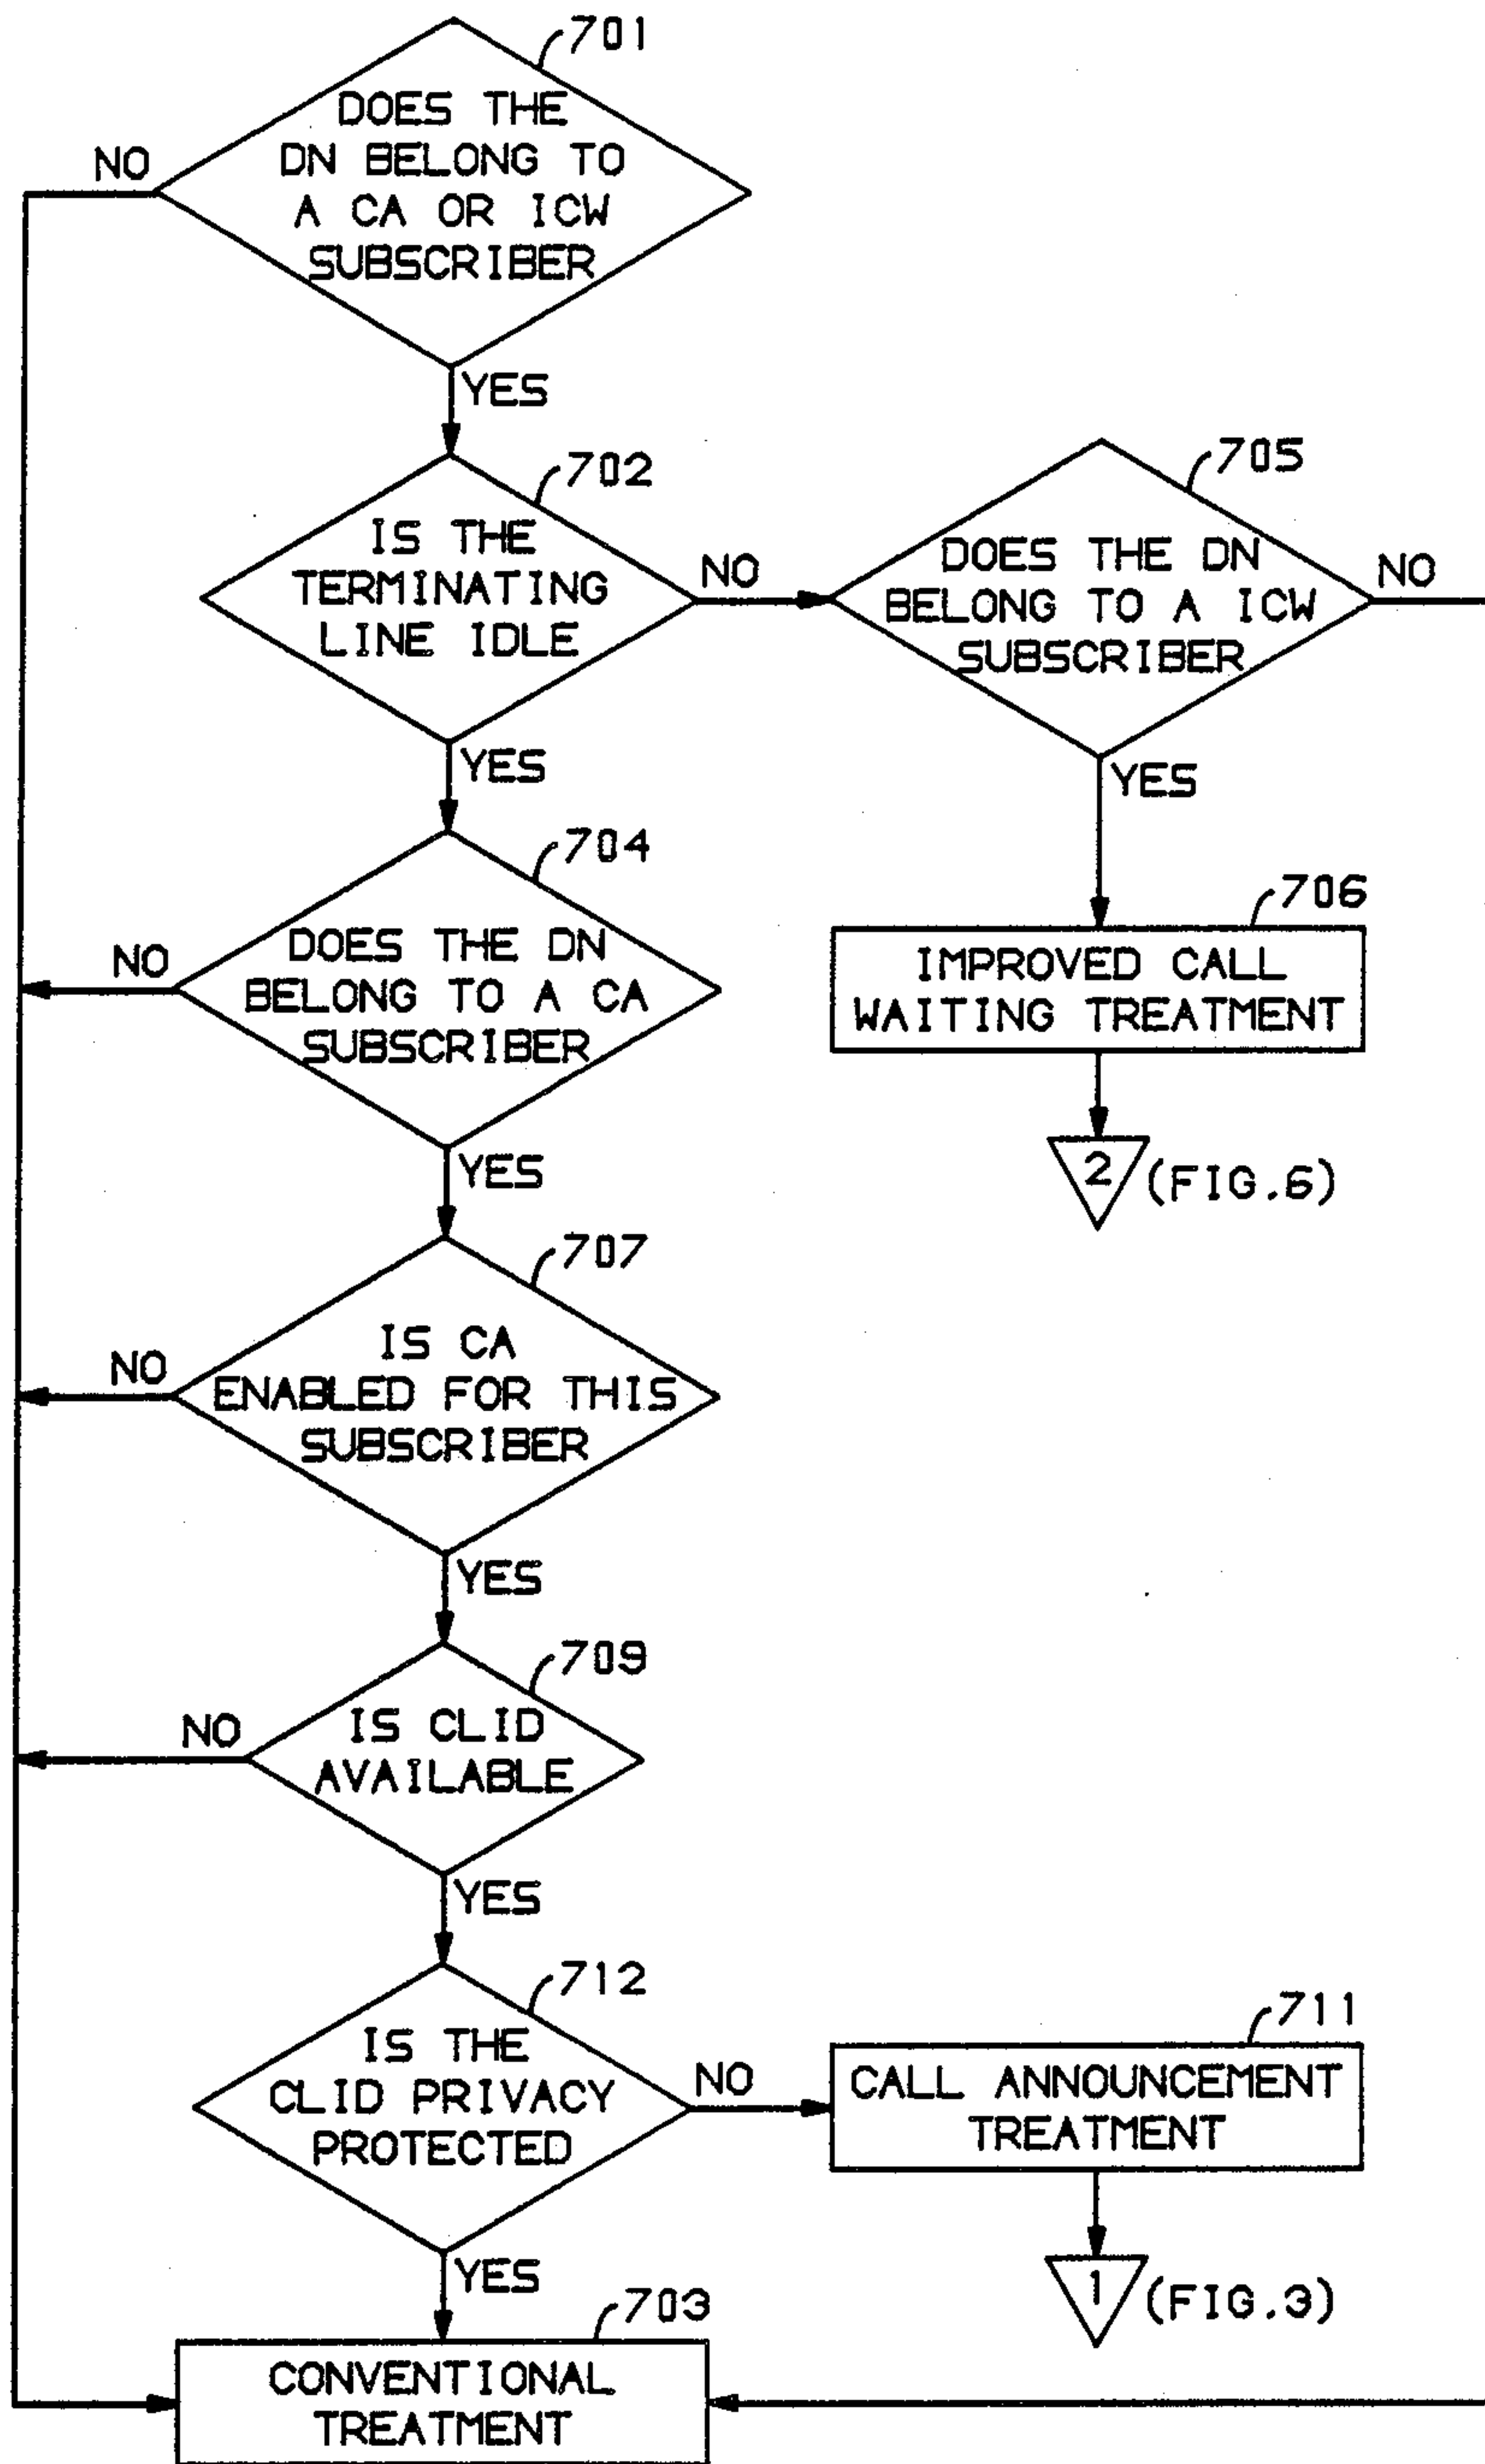 701
DOES THE
DN BELONG TO
A CA OR ICW
SUBSCRIBER
NO
YES
702
IS THE
TERMINATING
LINE IDLE
NO
YES
705
DOES THE DN
BELONG TO A ICW
SUBSCRIBER
NO
YES
704
DOES THE DN
BELONG TO A CA
SUBSCRIBER
NO
YES
706
IMPROVED CALL
WAITING TREATMENT
2 (FIG.6)
707
IS CA
ENABLED FOR THIS
SUBSCRIBER
NO
YES
709
IS CLID
AVAILABLE
NO
YES
712
IS THE
CLID PRIVACY
PROTECTED
NO
YES
711
CALL ANNOUNCEMENT
TREATMENT
1 (FIG.3)
703
CONVENTIONAL
TREATMENT